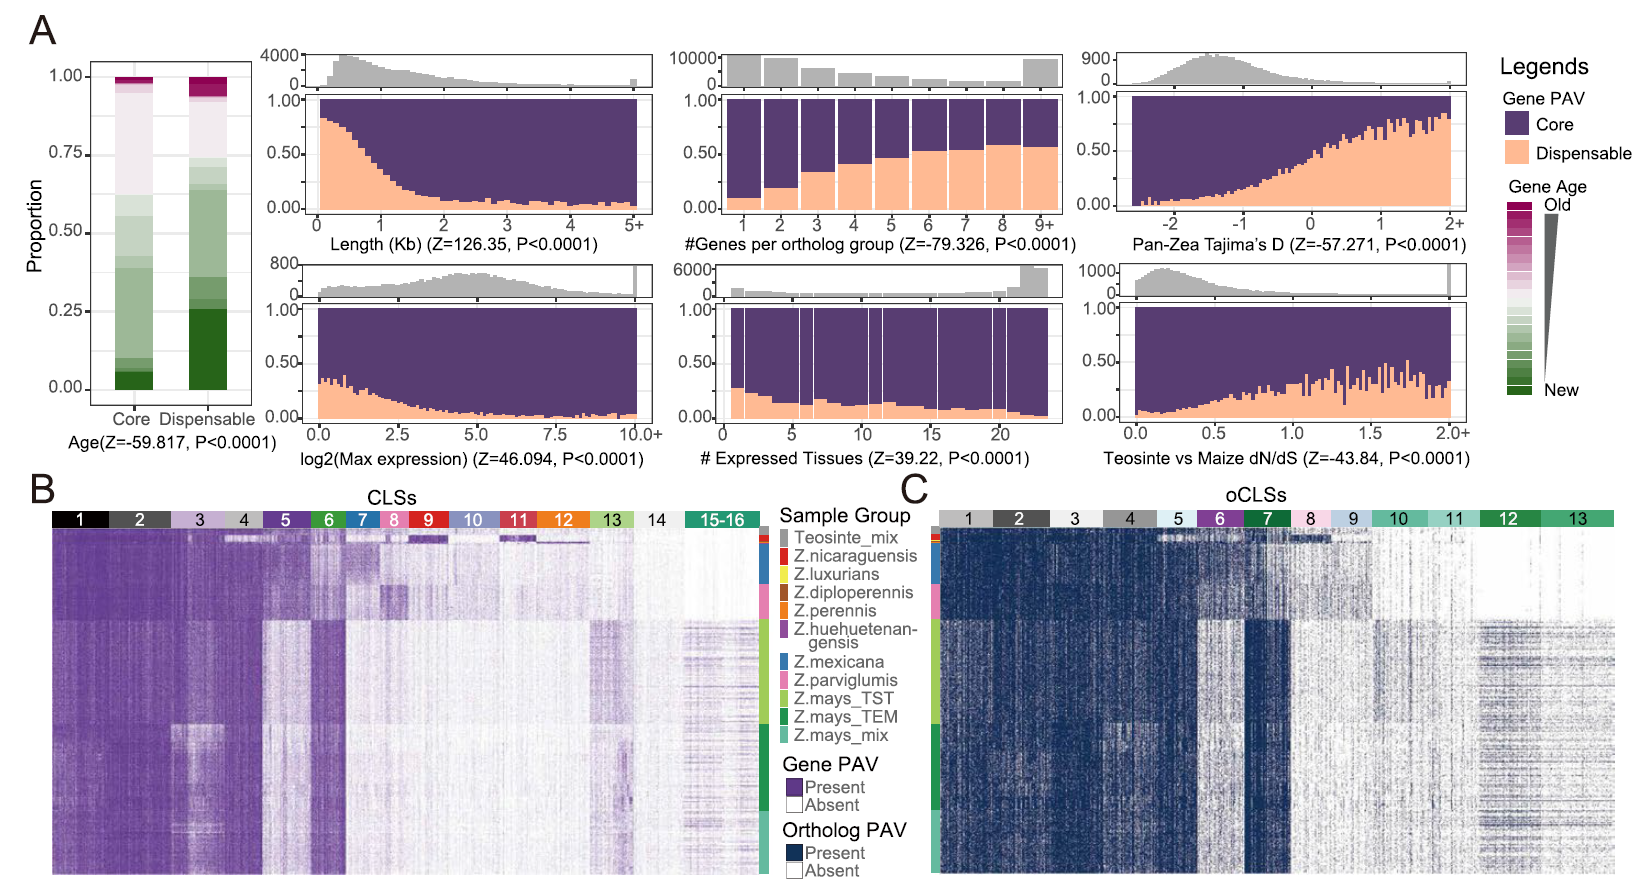 A
1.00
0.75
0.50
0.25
0.00
Proportion
Core Dispensable
Age(Z=-59.817, P<0.0001)
4000
0
1.00
0.50
0.00
0 1 2 3 4 5+
Length (Kb) (Z=126.35, P<0.0001)
10000
0
1.00
0.50
0.00
1 2 3 4 5 6 7 8 9+
#Genes per ortholog group (Z=-79.326, P<0.0001)
900
0
1.00
0.50
0.00
-2 -1 0 1 2+
Pan-Zea Tajima's D (Z=-57.271, P<0.0001)
800
0
1.00
0.50
0.00
0.0 2.5 5.0 7.5 10.0+
log2(Max expression) (Z=46.094, P<0.0001)
6000
0
1.00
0.50
0.00
0 5 10 15 20
# Expressed Tissues (Z=39.22, P<0.0001)
1000
0
1.00
0.50
0.00
0.0 0.5 1.0 1.5 2.0+
Teosinte vs Maize dN/dS (Z=-43.84, P<0.0001)
Legends
Gene PAV
Core
Dispensable
Gene Age
Old
New
B
CLSs
1 2 3 4 5 6 7 8 9 10 11 12 13 14 15-16
Sample Group
Teosinte_mix
Z.nicaraguensis
Z.luxurians
Z.diploperennis
Z.perennis
Z.huehuetenan-
gensis
Z.mexicana
Z.parviglumis
Z.mays_TST
Z.mays_TEM
Z.mays_mix
Gene PAV
Present
Absent
Ortholog PAV
Present
Absent
C
oCLSs
1 2 3 4 5 6 7 8 9 10 11 12 13